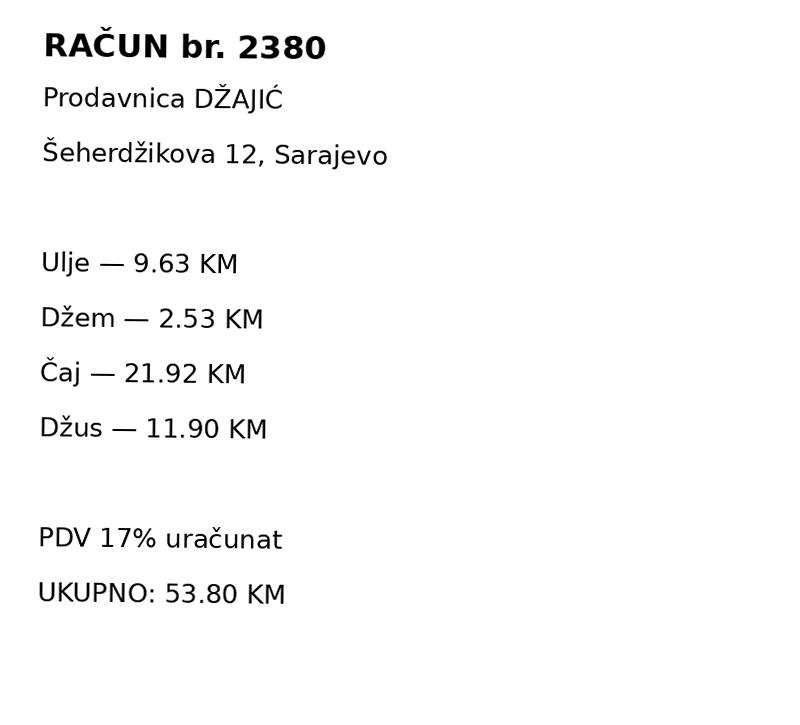 RAČUN br. 2380
Prodavnica DŽAJIĆ
Šeherdžikova 12, Sarajevo
Ulje — 9.63 KM
Džem — 2.53 KM
Čaj — 21.92 KM
Džus — 11.90 KM
PDV 17% uračunat
UKUPNO: 53.80 KM